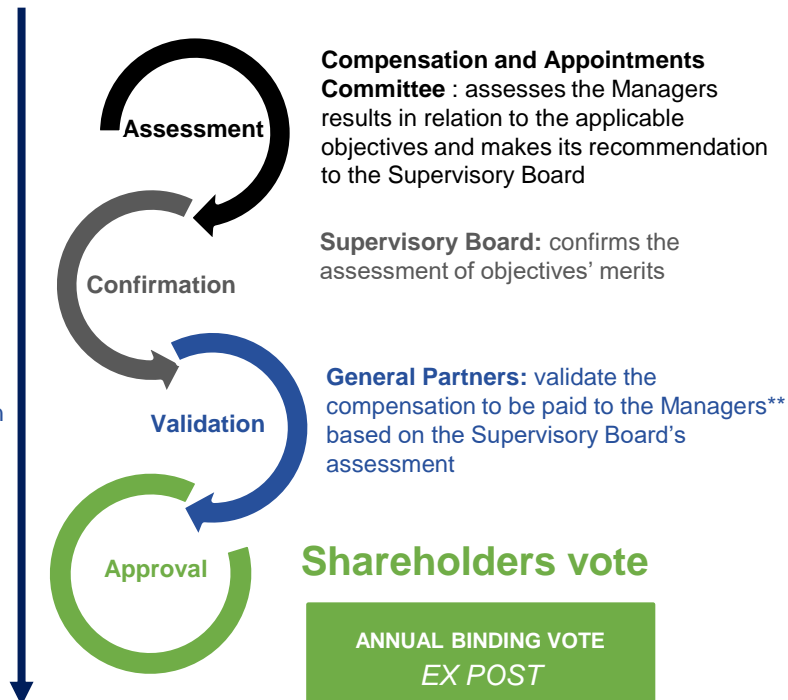 Assessment
Compensation and Appointments
Committee : assesses the Managers
results in relation to the applicable
objectives and makes its recommendation
to the Supervisory Board
Confirmation
Supervisory Board: confirms the
assessment of objectives’ merits
n
Validation
General Partners: validate the
compensation to be paid to the Managers**
based on the Supervisory Board’s
assessment
Approval
Shareholders vote
ANNUAL BINDING VOTE
EX POST